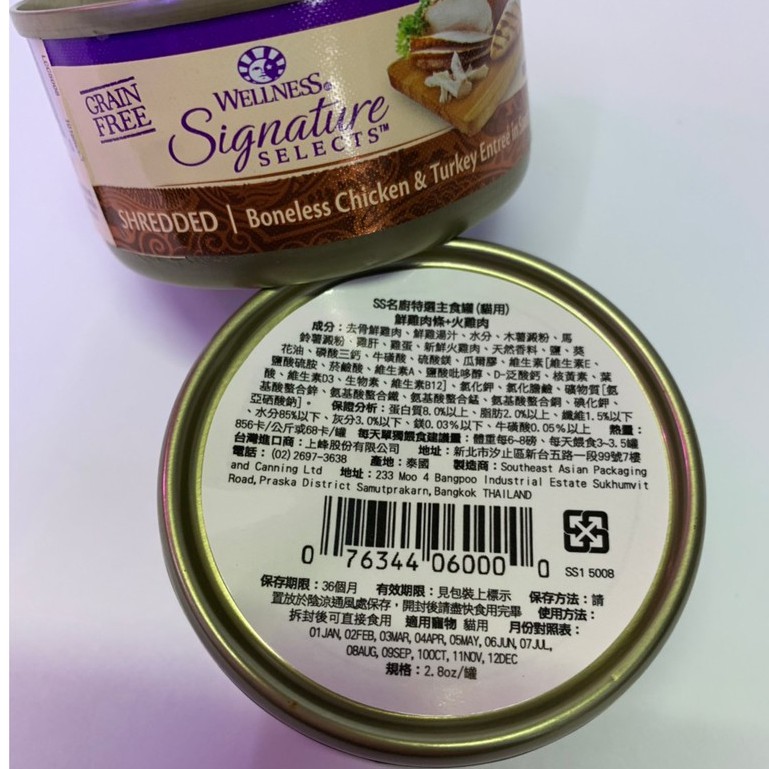 GRAIN
FREE
WELLNESS
Signature
SELECTS™
SHREDDED | Boneless Chicken & Turkey Entrée in
SS名廚特選主食罐(貓用)
鮮雞肉條+火雞肉
成分：去骨鮮雞肉、鮮雞湯汁、水分、木薯澱粉、馬
鈴薯澱粉、雞肝、雞蛋、新鮮火雞肉、天然香料、鹽、葵
花油、磷酸三鈣、牛磺酸、硫酸鎂、瓜爾膠、維生素[維生素E、
鹽酸硫胺、菸鹼酸、維生素A、鹽酸吡哆醇、D-泛酸鈣、核黃素、葉
酸、維生素D3、生物素、維生素B12]、氯化鉀、氯化膽鹼、礦物質[氨
基酸螯合鋅、氨基酸螯合鐵、氨基酸螯合錳、氨基酸螯合銅、碘化鉀、
亞硒酸鈉]。 保證分析：蛋白質8.0%以上、脂肪2.0%以上、纖維1.5%以下
、水分85%以下、灰分3.0%以下、鎂0.03%以下、牛磺酸0.05%以上 熱量：
856卡/公斤或68卡/罐 每天單獨餵食建議量：體重每6-8磅、每天餵食3-3.5罐
台灣進口商：上峰股份有限公司 地址：新北市汐止區新台五路一段99號7樓
電話：(02)2697-3638 產地：泰國 製造商：Southeast Asian Packaging
and Canning Ltd 地址：233 Moo 4 Bangpoo Industrial Estate Sukhumvit
Road, Praska District Samutprakarn, Bangkok THAILAND
0 76344 06000 0
SS1 5008
保存期限：36個月 有效期限：見包裝上標示 保存方法：請
置放於陰涼通風處保存，開封後請盡快食用完畢 使用方法：
拆封後可直接食用 適用寵物 貓用 月份對照表：
01JAN, 02FEB, 03MAR, 04APR, 05MAY, 06JUN, 07JUL,
08AUG, 09SEP, 10OCT, 11NOV, 12DEC
規格：2.8oz/罐